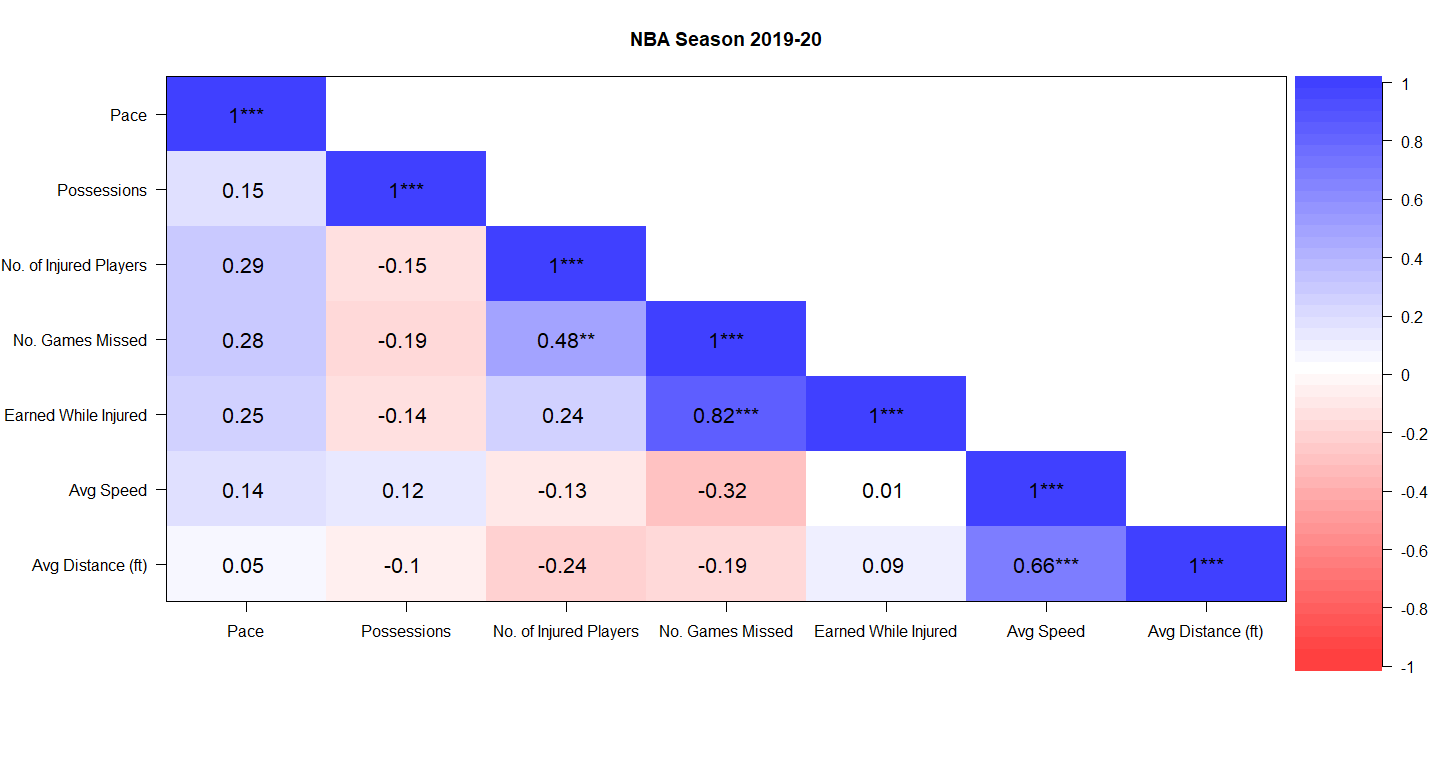 NBA Season 2019-20
Pace 1***
Possessions 0.15 1***
No. of Injured Players 0.29 -0.15 1***
No. Games Missed 0.28 -0.19 0.48** 1***
Earned While Injured 0.25 -0.14 0.24 0.82*** 1***
Avg Speed 0.14 0.12 -0.13 -0.32 0.01 1***
Avg Distance (ft) 0.05 -0.1 -0.24 -0.19 0.09 0.66*** 1***
Pace Possessions No. of Injured Players No. Games Missed Earned While Injured Avg Speed Avg Distance (ft)
1
0.8
0.6
0.4
0.2
0
-0.2
-0.4
-0.6
-0.8
-1